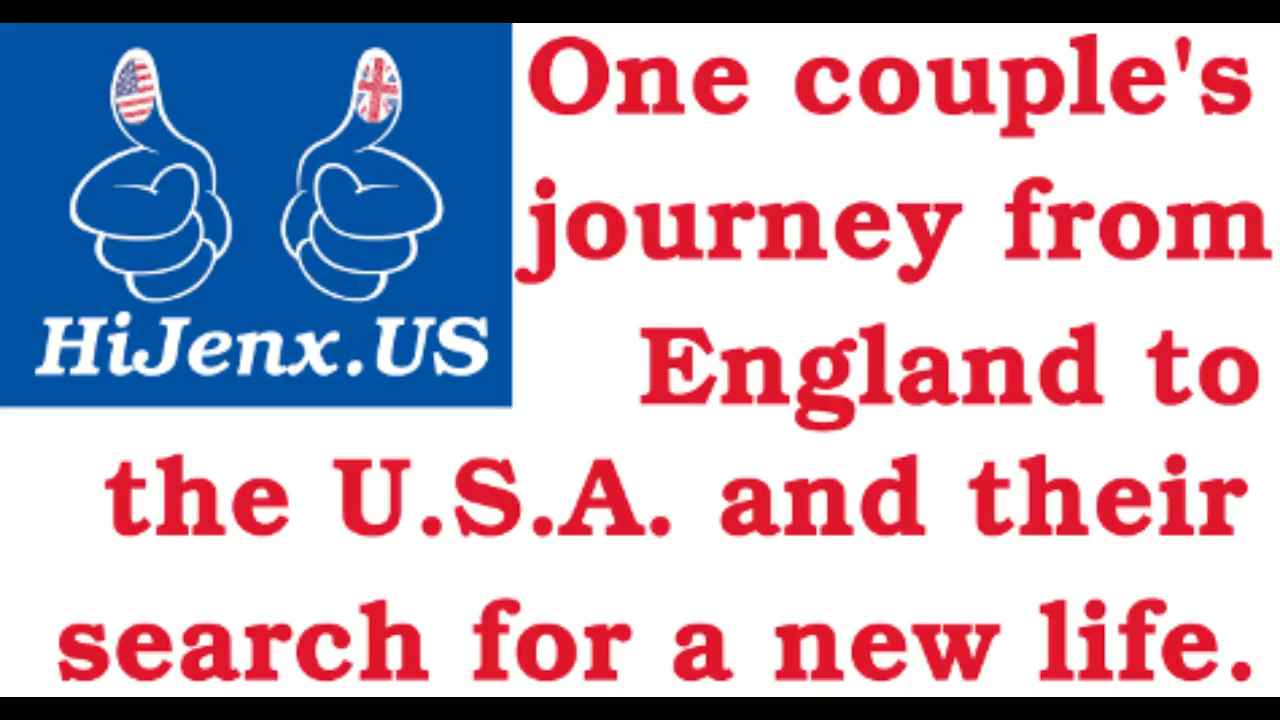 HiJenx.US
One couple's
journey from
England to
the U.S.A. and their
search for a new life.